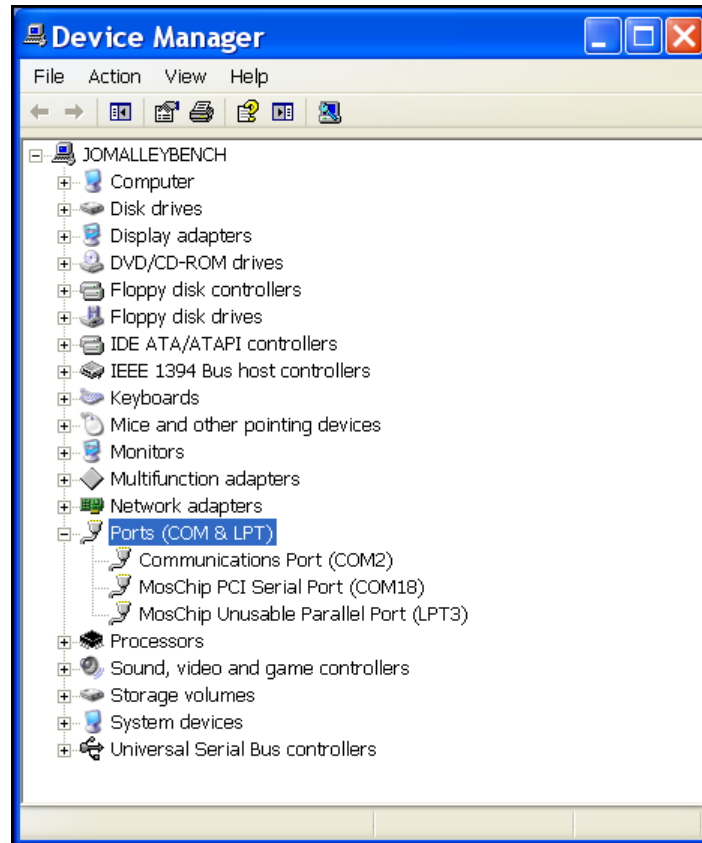 Device Manager
File Action View Help
JOMALLEYBENCH
Computer
Disk drives
Display adapters
DVD/CD-ROM drives
Floppy disk controllers
Floppy disk drives
IDE ATA/ATAPI controllers
IEEE 1394 Bus host controllers
Keyboards
Mice and other pointing devices
Monitors
Multifunction adapters
Network adapters
Ports (COM & LPT)
Communications Port (COM2)
MosChip PCI Serial Port (COM18)
MosChip Unusable Parallel Port (LPT3)
Processors
Sound, video and game controllers
Storage volumes
System devices
Universal Serial Bus controllers